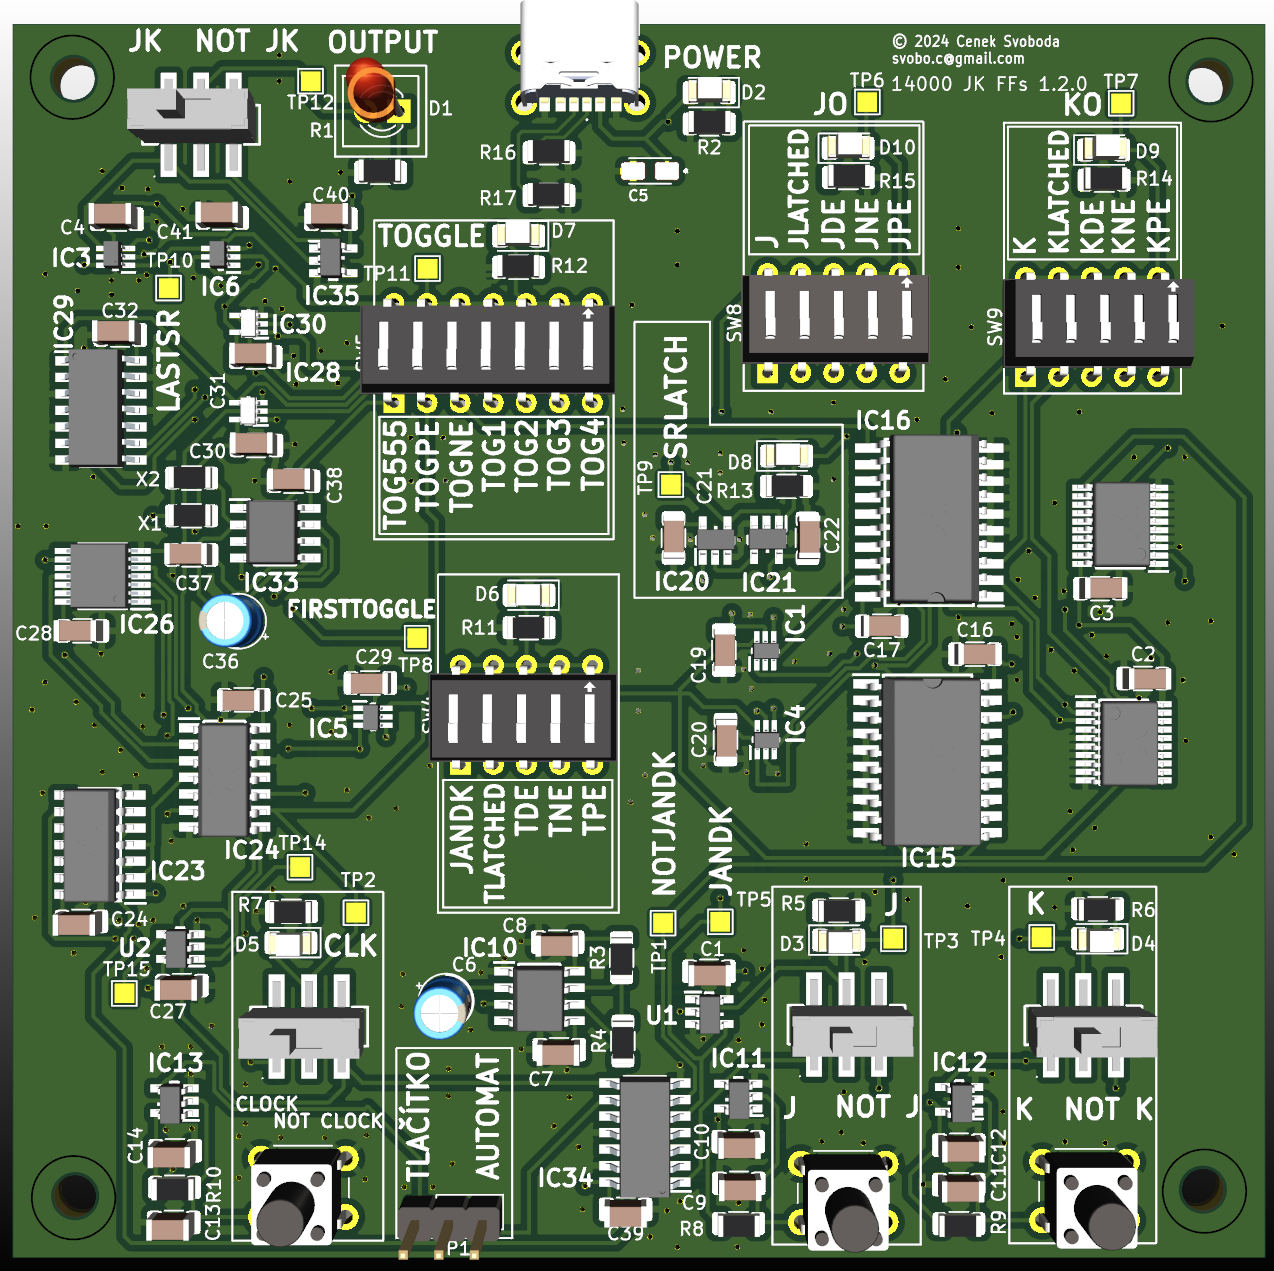 JK NOT JK OUTPUT
POWER
© 2024 Cenek Svoboda
svobo.c@gmail.com
14000 JK FFs 1.2.0
TP12
R1
D1
D2
R2
C5
R16
R17
JO
TP6
KO
TP7
D10
R15
D9
R14
J
JLATCHED
JDE
JNE
JPE
K
KLATCHED
KDE
KNE
KPE
C4
C41
C40
IC3
TP10
IC6
IC35
TOGGLE
D7
R12
TP11
IC29
C32
LASTSR
IC30
IC28
C31
C30
SW8
SW9
SRLATCH
TOG555
TOGPE
TOGNE
TOG1
TOG2
TOG3
TOG4
X2
X1
C38
C37
IC33
TP9
C21
D8
R13
C22
IC20
IC21
IC16
C3
IC26
C28
C36
FIRSTTOGGLE
TP8
D6
R11
C19
IC1
C17
C16
C2
C29
C25
IC5
C20
IC4
IC15
NOTJANDK
JANDK
JANDK
TLATCHED
TDE
TNE
TPE
IC24
IC23
TP14
TP2
C24
U2
R7
D5
CLK
TP15
C27
C8
IC10
C6
R3
R4
C7
TP1
TP5
C1
U1
R5
J
D3
TP3
TP4
K
R6
D4
IC13
C14
R10
C13
CLOCK
NOT CLOCK
TLAČÍTKO
AUTOMAT
P1
IC34
C39
IC11
C10
C9
R8
J NOT J
IC12
C12
C11
R9
K NOT K